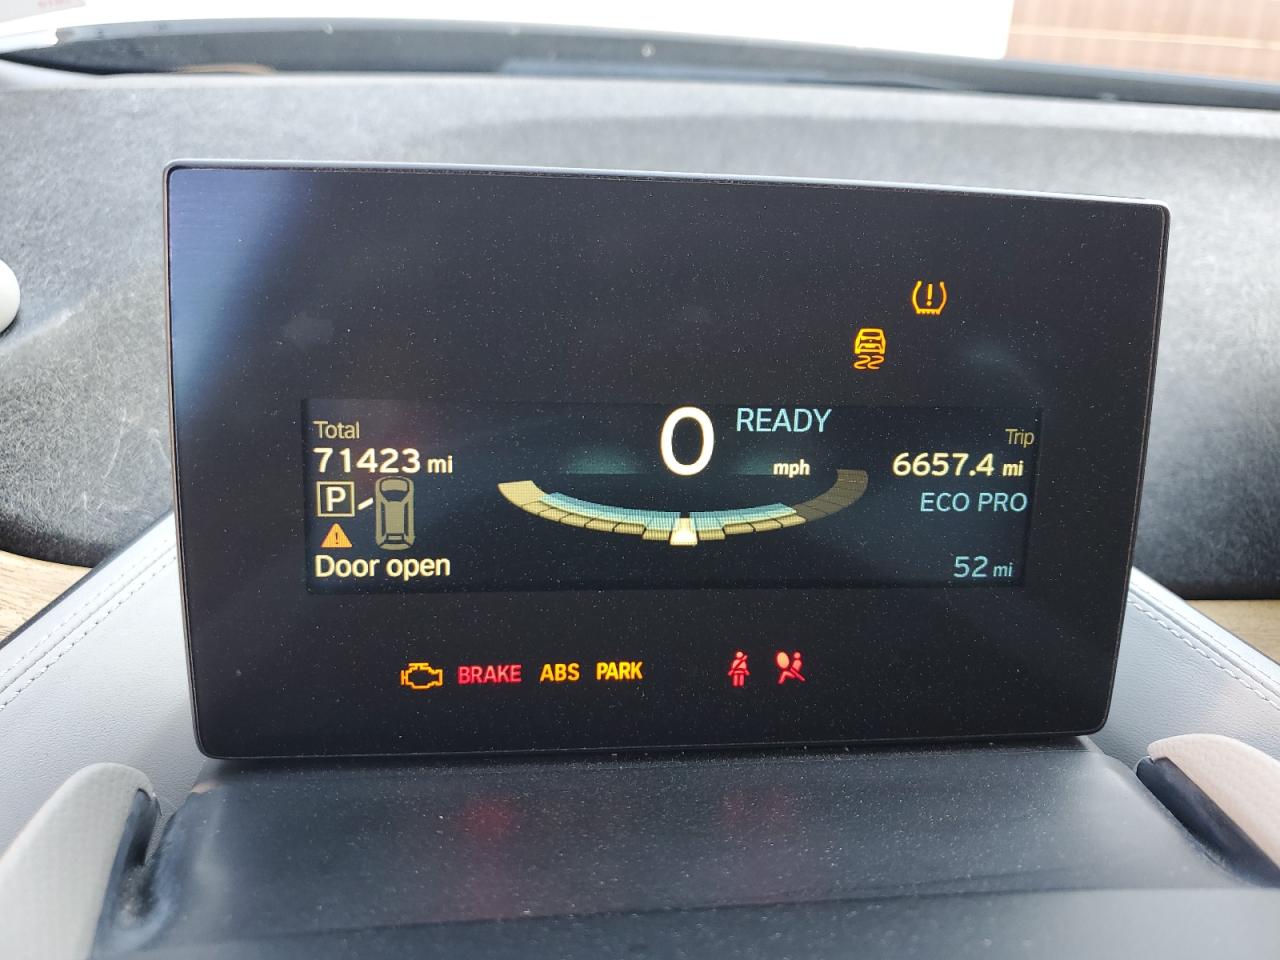 Total
71423 mi
P
Door open
0
READY
mph
Trip
6657.4 mi
ECO PRO
52 mi
BRAKE ABS PARK